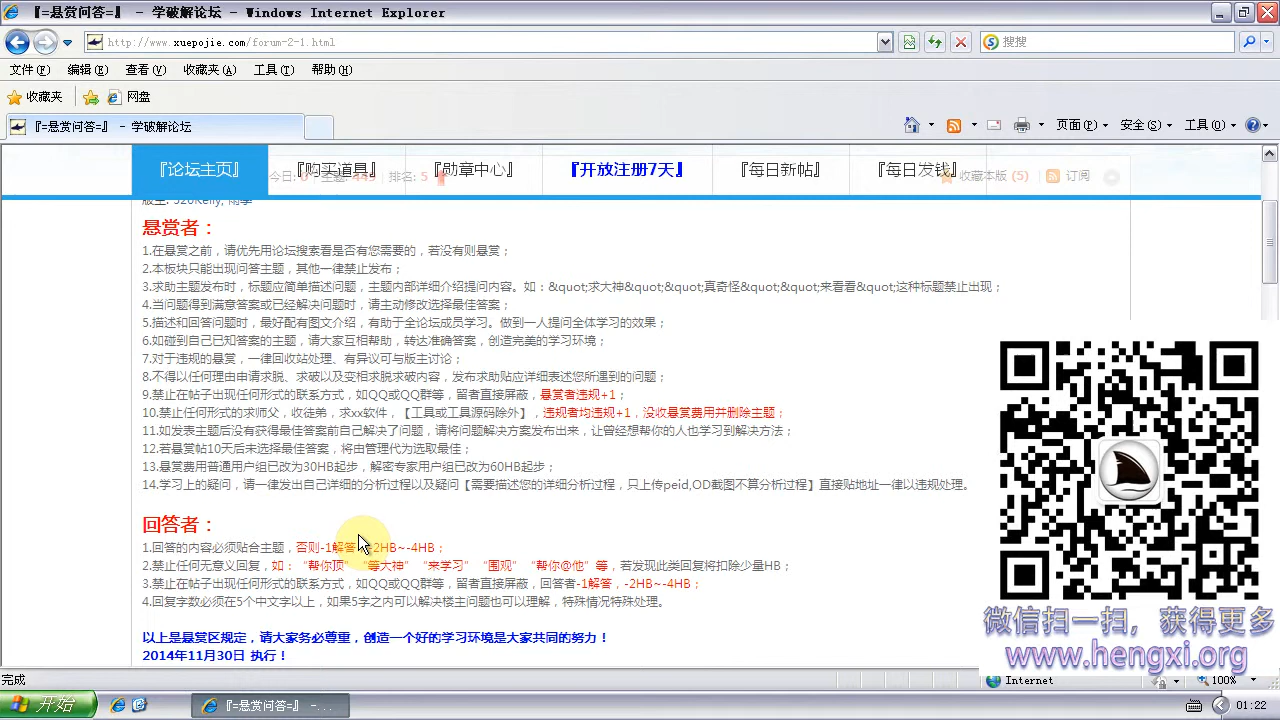 『=悬赏问答=』 - 学破解论坛 - Windows Internet Explorer
http://www.xuepojie.com/forum-2-1.html
搜搜
文件(F) 编辑(E) 查看(V) 收藏夹(A) 工具(T) 帮助(H)
收藏夹 网盘
『=悬赏问答=』 - 学破解论坛
页面(P) 安全(S) 工具(O)
『论坛主页』 『购买道具』 『勋章中心』 『开放注册7天』 『每日新帖』 『每日发钱』
今日: 主题: 排名: 5 收藏本版 (5) 订阅
版主: 520Kelly, 雨季
悬赏者：
1.在悬赏之前，请优先用论坛搜索看是否有您需要的，若没有则悬赏；
2.本板块只能出现问答主题，其他一律禁止发布；
3.求助主题发布时，标题应简单描述问题，主题内部详细介绍提问内容。如：&quot;求大神&quot;&quot;真奇怪&quot;&quot;来看看&quot;这种标题禁止出现；
4.当问题得到满意答案或已经解决问题时，请主动修改选择最佳答案；
5.描述和回答问题时，最好配有图文介绍，有助于全论坛成员学习。做到一人提问全体学习的效果；
6.如碰到自己已知答案的主题，请大家互相帮助，转达准确答案，创造完美的学习环境；
7.对于违规的悬赏，一律回收站处理、有异议可与版主讨论；
8.不得以任何理由申请求脱、求破以及变相求脱求破内容，发布求助贴应详细表述您所遇到的问题；
9.禁止在帖子出现任何形式的联系方式，如QQ或QQ群等，留者直接屏蔽，悬赏者违规+1；
10.禁止任何形式的求师父，收徒弟，求xx软件，【工具或工具源码除外】，违规者均违规+1，没收悬赏费用并删除主题；
11.如发表主题后没有获得最佳答案前自己解决了问题，请将问题解决方案发布出来，让曾经想帮你的人也学习到解决方法；
12.若悬赏帖10天后未选择最佳答案，将由管理代为选取最佳；
13.悬赏费用普通用户组已改为30HB起步，解密专家用户组已改为60HB起步；
14.学习上的疑问，请一律发出自己详细的分析过程以及疑问【需要描述您的详细分析过程，只上传peid,OD截图不算分析过程】直接贴地址一律以违规处理。
回答者：
1.回答的内容必须贴合主题，否则-1解答 -2HB~-4HB；
2.禁止任何无意义回复，如：“帮你顶”“等大神”“来学习”“围观”“帮你@他”等，若发现此类回复将扣除少量HB；
3.禁止在帖子出现任何形式的联系方式，如QQ或QQ群等，留者直接屏蔽，回答者-1解答，-2HB~-4HB；
4.回复字数必须在5个中文字以上，如果5字之内可以解决楼主问题也可以理解，特殊情况特殊处理。
以上是悬赏区规定，请大家务必尊重，创造一个好的学习环境是大家共同的努力！
2014年11月30日 执行！
微信扫一扫，获得更多
www.hengxi.org
完成 Internet 100%
开始 『=悬赏问答=』 -... 01:22